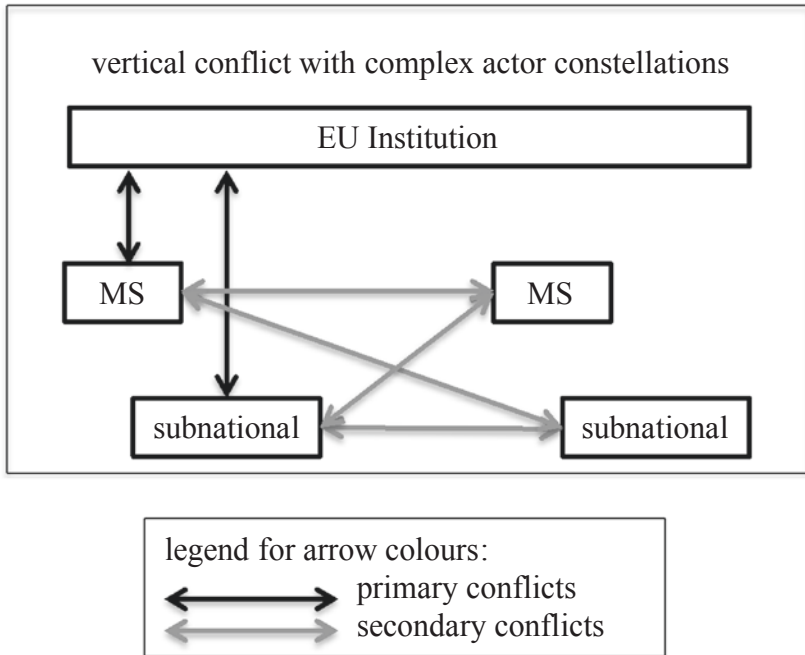 vertical conflict with complex actor constellations
EU Institution
MS
MS
subnational
subnational
legend for arrow colours:
primary conflicts
secondary conflicts